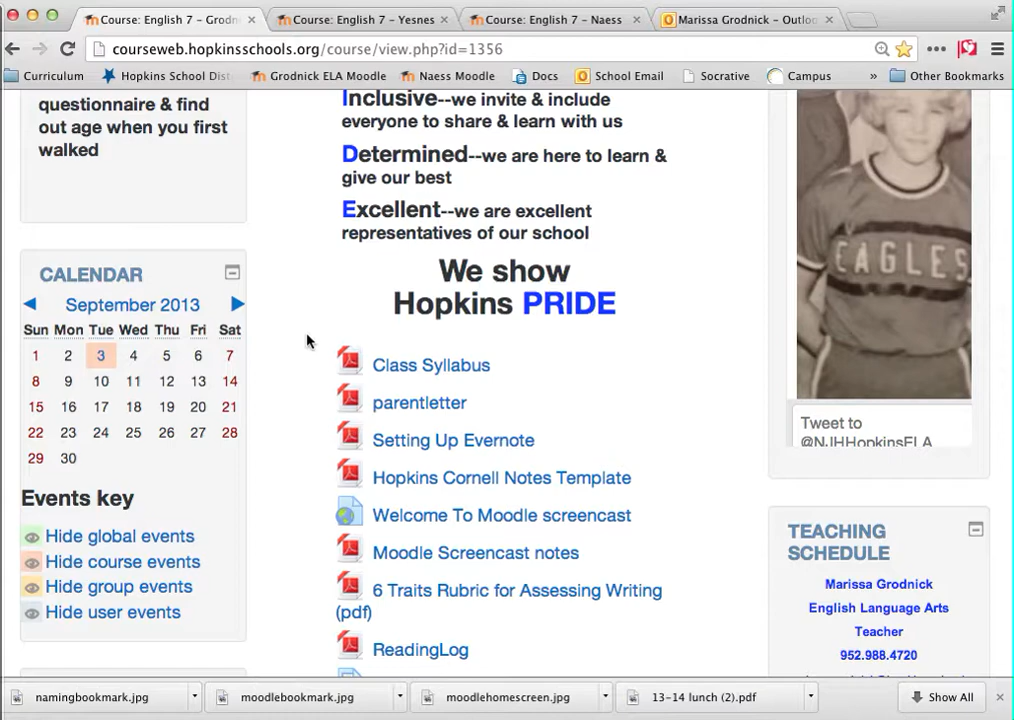 Course: English 7 - Grodn
Course: English 7 - Yesnes
Course: English 7 - Naess
Marissa Grodnick - Outloo
courseweb.hopkinsschools.org/course/view.php?id=1356
Curriculum
Hopkins School Dist
Grodnick ELA Moodle
Naess Moodle
Docs
School Email
Socrative
Campus
»
Other Bookmarks
questionnaire & find
out age when you first
walked
CALENDAR
September 2013
Sun Mon Tue Wed Thu Fri Sat
1 2 3 4 5 6 7
8 9 10 11 12 13 14
15 16 17 18 19 20 21
22 23 24 25 26 27 28
29 30
Events key
Hide global events
Hide course events
Hide group events
Hide user events
Inclusive--we invite & include
everyone to share & learn with us
Determined--we are here to learn &
give our best
Excellent--we are excellent
representatives of our school
We show
Hopkins PRIDE
Class Syllabus
parentletter
Setting Up Evernote
Hopkins Cornell Notes Template
Welcome To Moodle screencast
Moodle Screencast notes
6 Traits Rubric for Assessing Writing
(pdf)
ReadingLog
EAGLES
Tweet to
@NJHHopkinsELA
TEACHING
SCHEDULE
Marissa Grodnick
English Language Arts
Teacher
952.988.4720
namingbookmark.jpg
moodlebookmark.jpg
moodlehomescreen.jpg
13-14 lunch (2).pdf
Show All